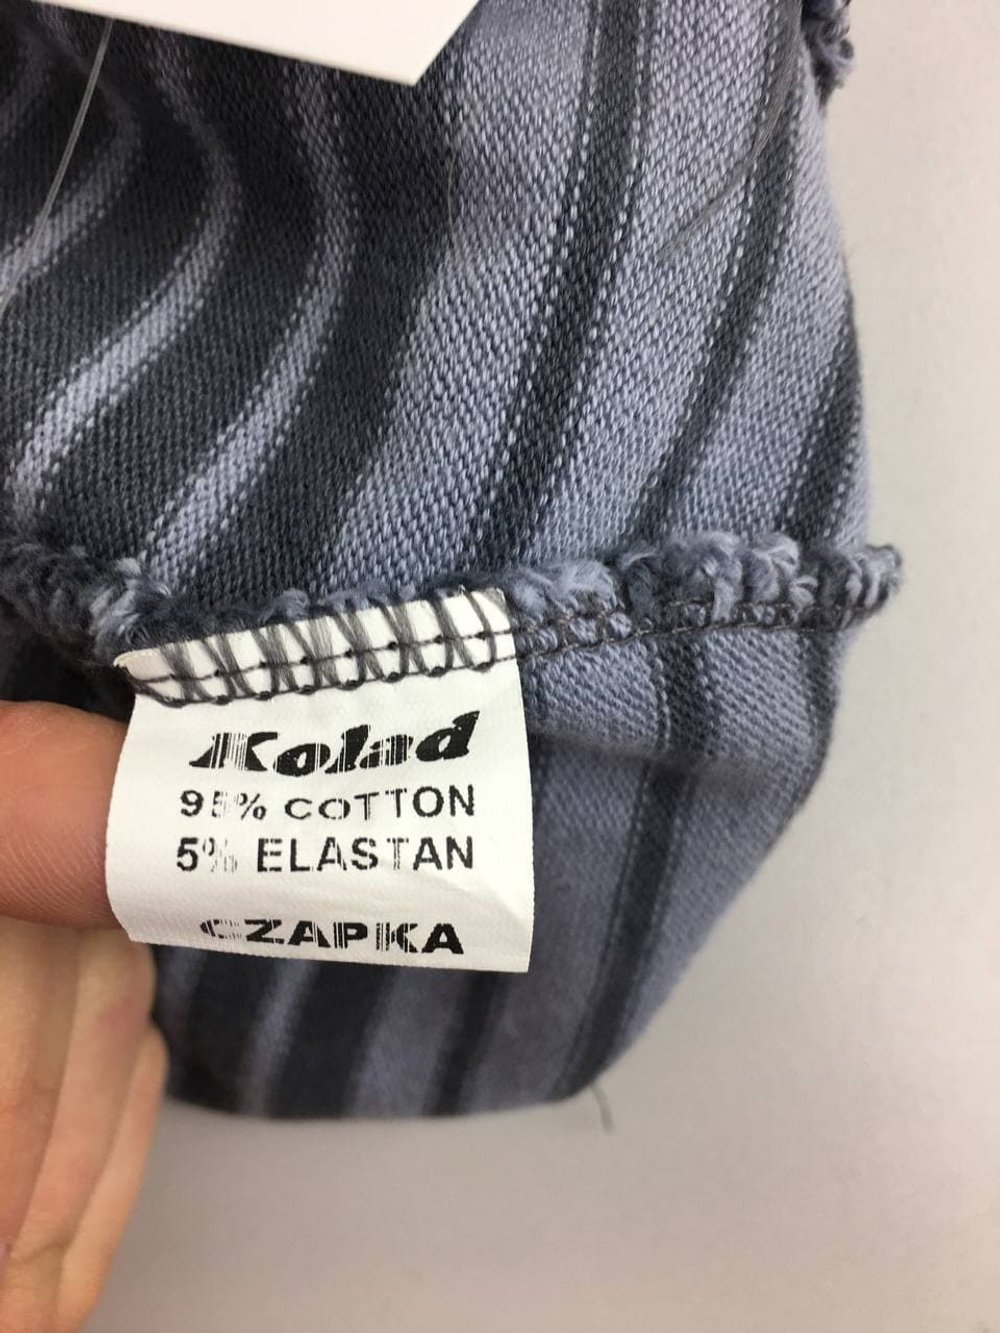 Kolad
95% COTTON
5% ELASTAN
CZAPKA